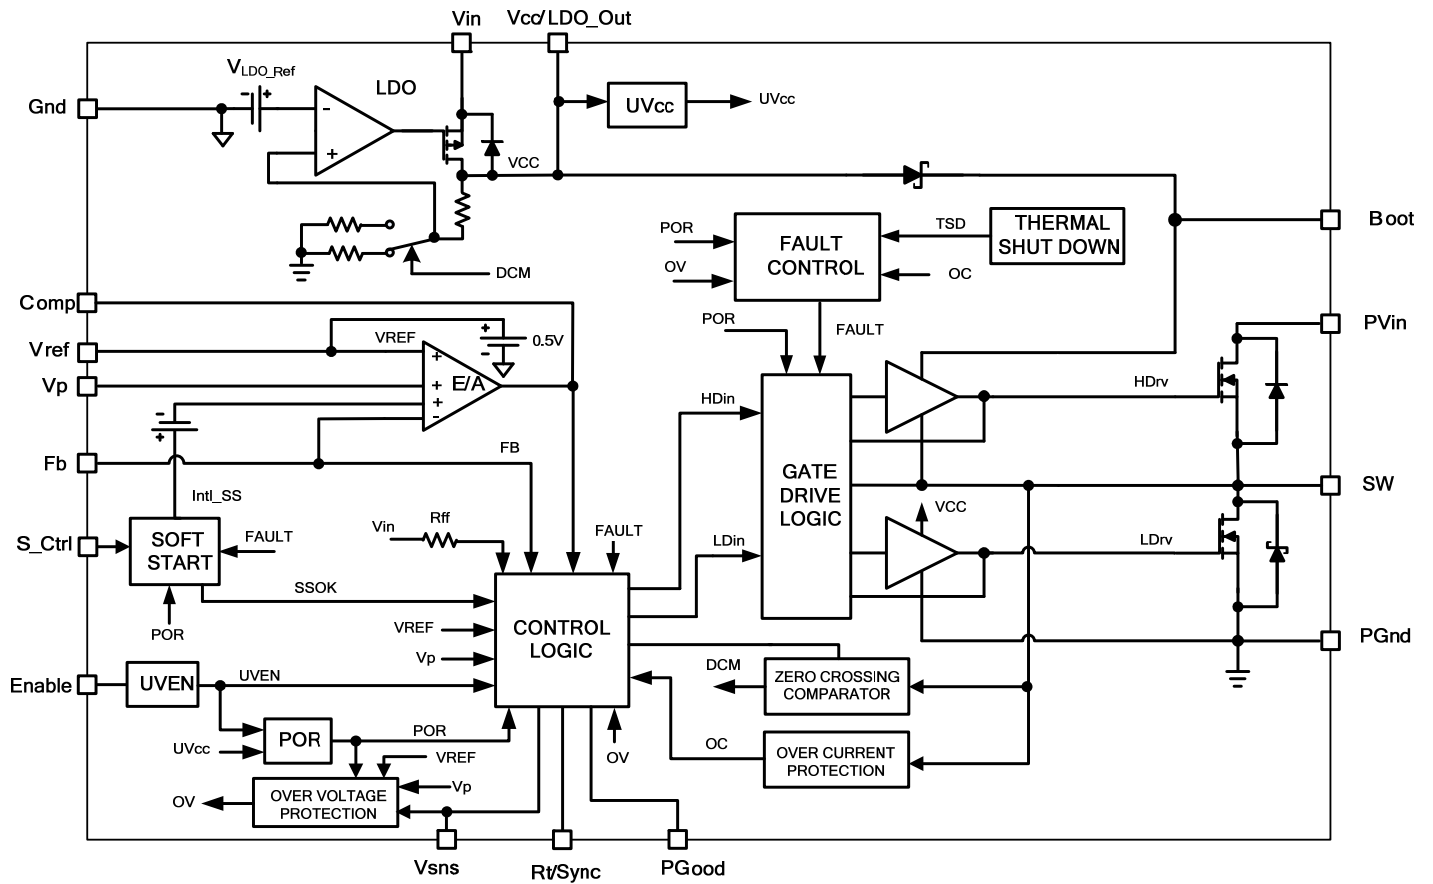 Vin
Vcc/LDO_Out
VLDO_Ref
-
+
LDO
-
+
UVcc
UVcc
Gnd
VCC
Boot
DCM
POR
OV
FAULT
CONTROL
TSD
THERMAL
SHUT DOWN
OC
Comp
Vref
VREF
+
-
0.5V
POR
FAULT
PVin
Vp
+
+
+
-
E/A
HDrv
HDin
-
+
Fb
FB
GATE
DRIVE
LOGIC
SW
Intl_SS
VCC
S_Ctrl
SOFT
START
FAULT
Vin
Rff
FAULT
LDin
LDrv
SSOK
POR
VREF
Vp
CONTROL
LOGIC
PGnd
Enable
UVEN
UVEN
DCM
ZERO CROSSING
COMPARATOR
UVcc
POR
POR
VREF
OV
OC
OVER CURRENT
PROTECTION
OV
OVER VOLTAGE
PROTECTION
Vp
Vsns
Rt/Sync
PGood